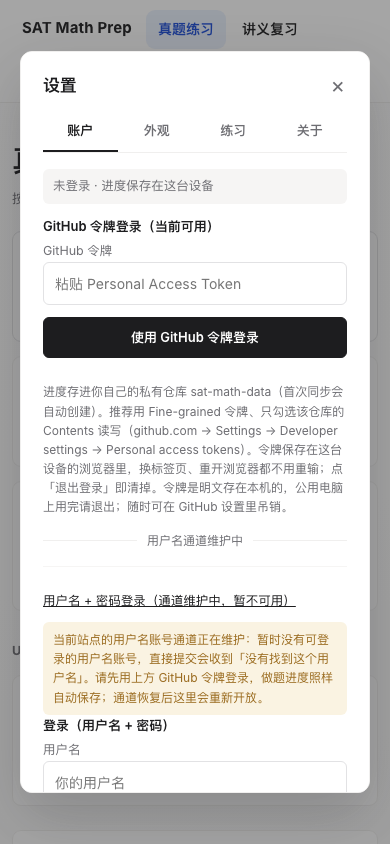 SAT Math Prep
真题练习
讲义复习
设置
账户
外观
练习
关于
未登录 · 进度保存在这台设备
GitHub 令牌登录（当前可用）
GitHub 令牌
粘贴 Personal Access Token
使用 GitHub 令牌登录
进度存进你自己的私有仓库 sat-math-data（首次同步会
自动创建）。推荐用 Fine-grained 令牌、只勾选该仓库的
Contents 读写（github.com → Settings → Developer
settings → Personal access tokens）。令牌保存在这台
设备的浏览器里，换标签页、重开浏览器都不用重输；点
「退出登录」即清掉。令牌是明文存在本机的，公用电脑
上用完请退出；随时可在 GitHub 设置里吊销。
用户名通道维护中
用户名 + 密码登录（通道维护中，暂不可用）
当前站点的用户名账号通道正在维护：暂时没有可登
录的用户名账号，直接提交会收到「没有找到这个用
户名」。请先用上方 GitHub 令牌登录，做题进度照样
自动保存；通道恢复后这里会重新开放。
登录（用户名 + 密码）
用户名
你的用户名